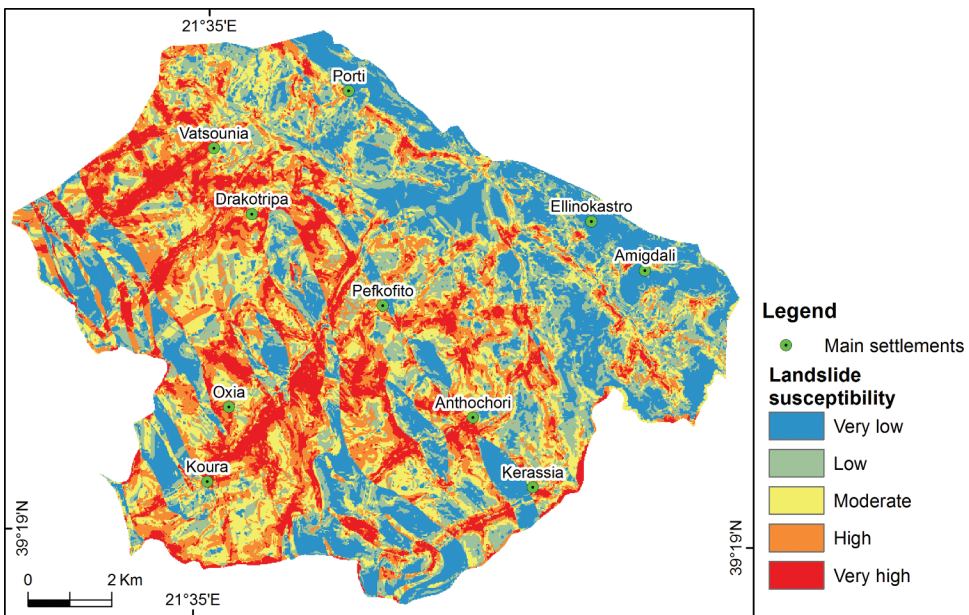 21°35'E
Porti
Vatsounia
Drakotripa
Ellinokastro
Amigdali
Pefkofito
Oxia
Anthochori
Koura
Kerassia
39°19'N
39°19'N
0 2 Km
21°35'E
Legend
Main settlements
Landslide
susceptibility
Very low
Low
Moderate
High
Very high